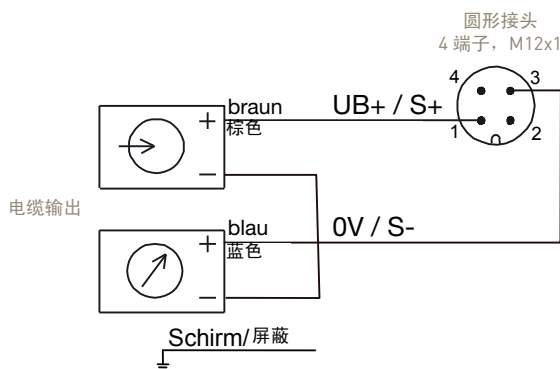 圆形接头
4 端子，M12x1
4
3
1
2
braun
棕色
UB+ / S+
+
−
电缆输出
blau
蓝色
0V / S-
+
−
Schirm/屏蔽